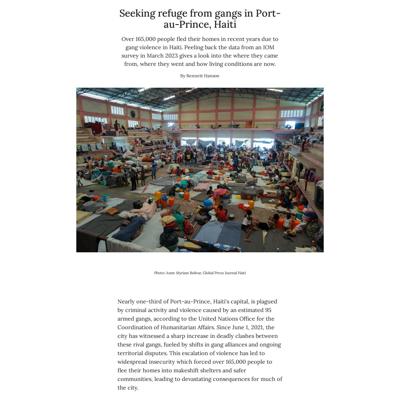 Seeking refuge from gangs in Port-
au-Prince, Haiti
Over 165,000 people fled their homes in recent years due to
gang violence in Haiti. Peeling back the data from an IOM
survey in March 2023 gives a look into the where they came
from, where they went and how living conditions are now.
By Bennett Hanson
Photo: Anne Myriam Bolivar, Global Press Journal Haiti
Nearly one-third of Port-au-Prince, Haiti's capital, is plagued
by criminal activity and violence caused by an estimated 95
armed gangs, according to the United Nations Office for the
Coordination of Humanitarian Affairs. Since June 1, 2021, the
city has witnessed a sharp increase in deadly clashes between
these rival gangs, fueled by shifts in gang alliances and ongoing
territorial disputes. This escalation of violence has led to
widespread insecurity which forced over 165,000 people to
flee their homes into makeshift shelters and safer
communities, leading to devastating consequences for much of
the city.